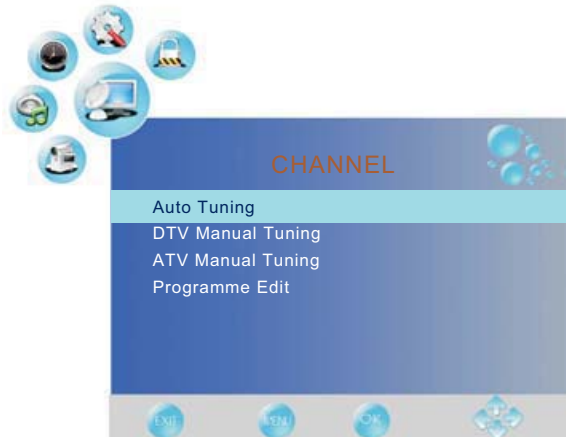 CHANNEL
Auto Tuning
DTV Manual Tuning
ATV Manual Tuning
Programme Edit
EXIT MENU OK